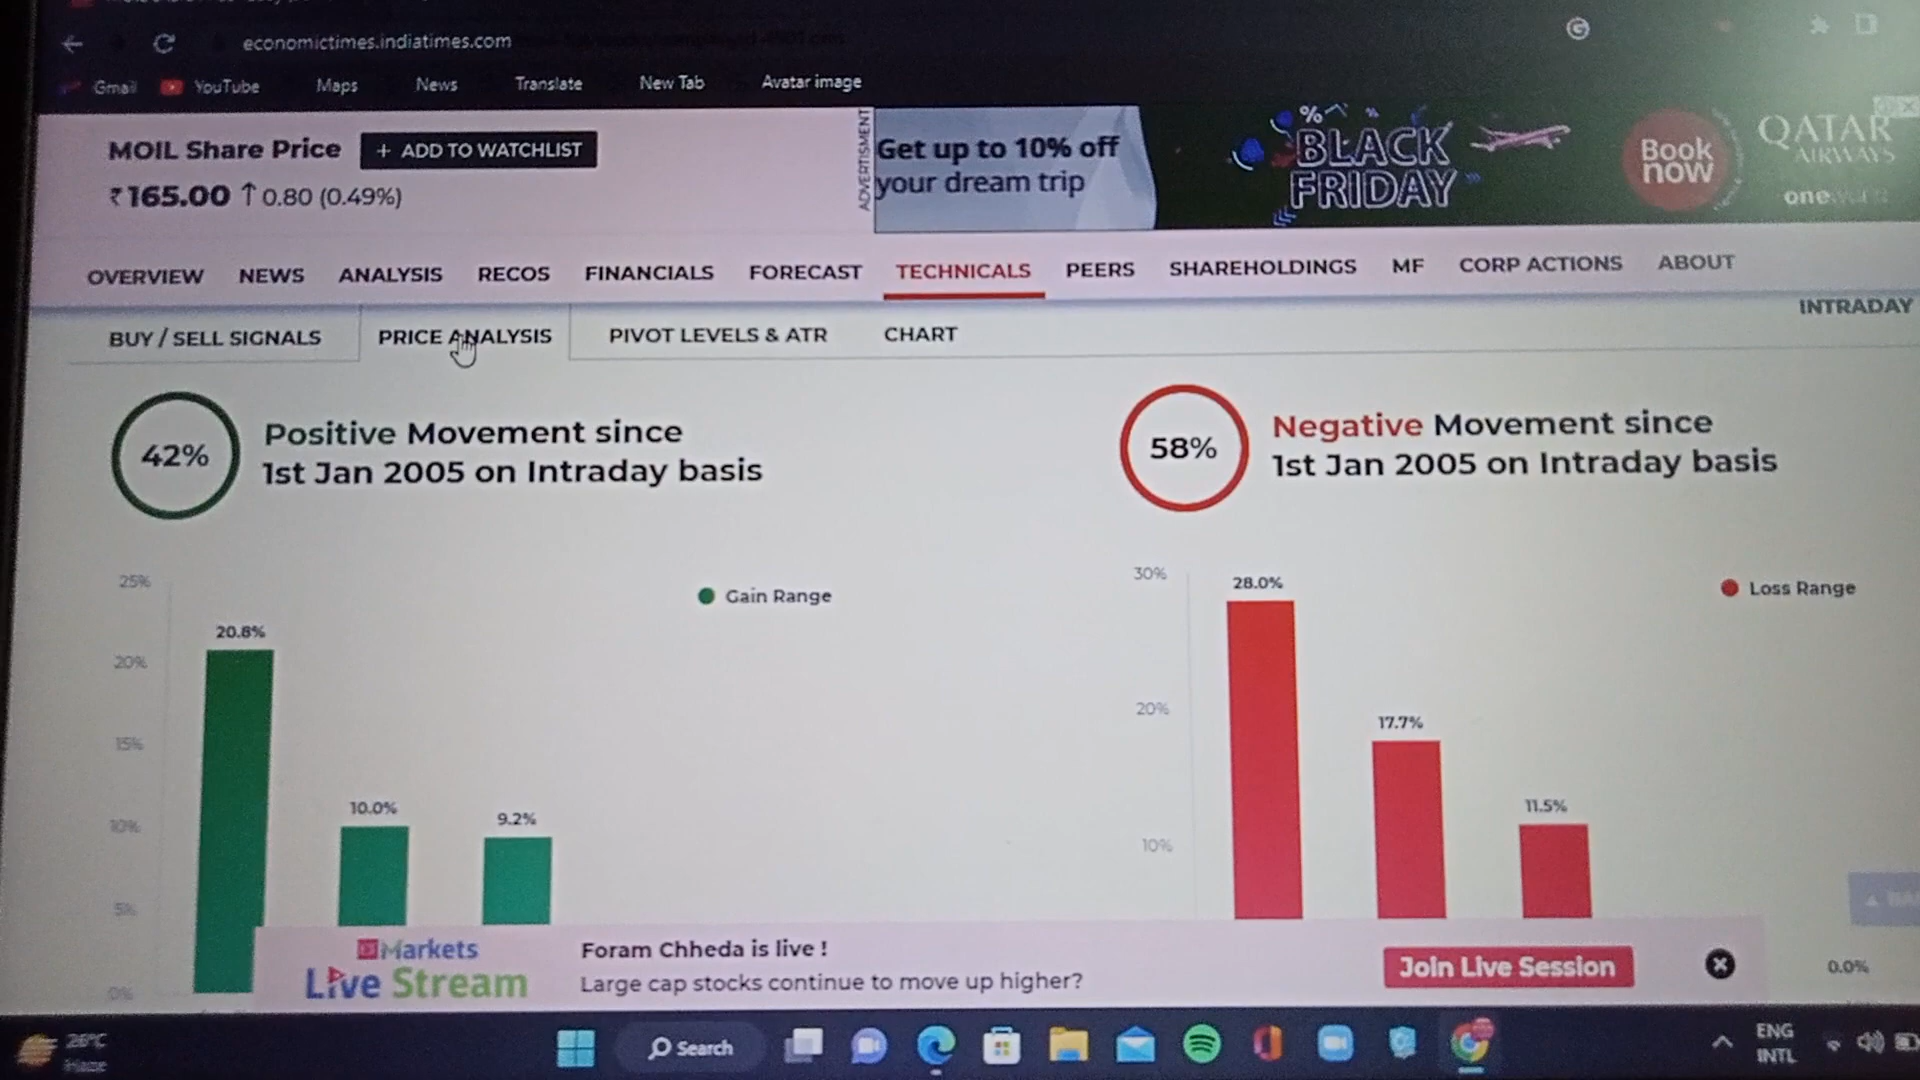 economictimes.indiatimes.com
Gmail
YouTube
Maps
News
Translate
New Tab
Avatar image
MOIL Share Price
+ ADD TO WATCHLIST
₹165.00 ↑ 0.80 (0.49%)
ADVERTISMENT
Get up to 10% off
your dream trip
%
BLACK
FRIDAY
Book
now
QATAR
AIRWAYS
OVERVIEW
NEWS
ANALYSIS
RECOS
FINANCIALS
FORECAST
TECHNICALS
PEERS
SHAREHOLDINGS
MF
CORP ACTIONS
ABOUT
INTRADAY
BUY / SELL SIGNALS
PRICE ANALYSIS
PIVOT LEVELS & ATR
CHART
42%
Positive Movement since
1st Jan 2005 on Intraday basis
58%
Negative Movement since
1st Jan 2005 on Intraday basis
25%
20%
15%
10%
5%
0%
20.8%
10.0%
9.2%
Gain Range
30%
20%
10%
28.0%
17.7%
11.5%
Loss Range
0.0%
ET Markets
Live Stream
Foram Chheda is live !
Large cap stocks continue to move up higher?
Join Live Session
26°C
Haze
Search
ENG
INTL